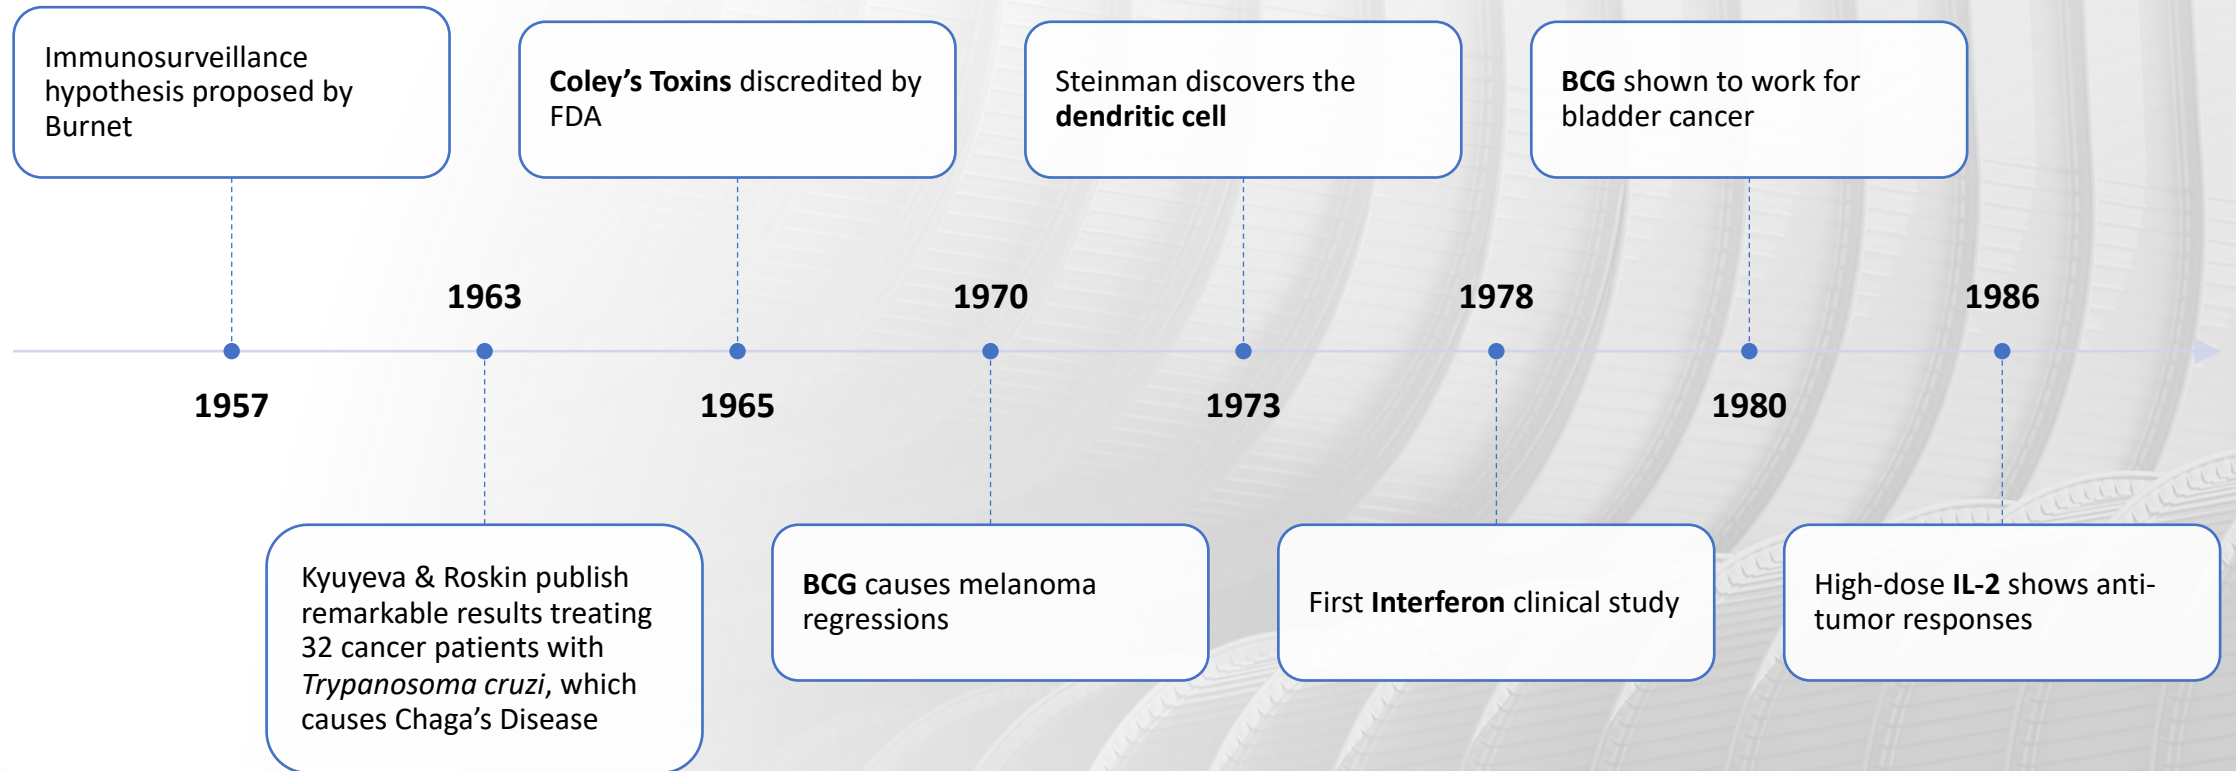 Immunosurveillance
hypothesis proposed by
Burnet
1957
1963
Kyuyeva & Roskin publish
remarkable results treating
32 cancer patients with
Trypanosoma cruzi, which
causes Chaga’s Disease
Coley’s Toxins discredited by
FDA
1965
1970
BCG causes melanoma
regressions
Steinman discovers the
dendritic cell
1973
1978
First Interferon clinical study
BCG shown to work for
bladder cancer
1980
1986
High-dose IL-2 shows anti-
tumor responses